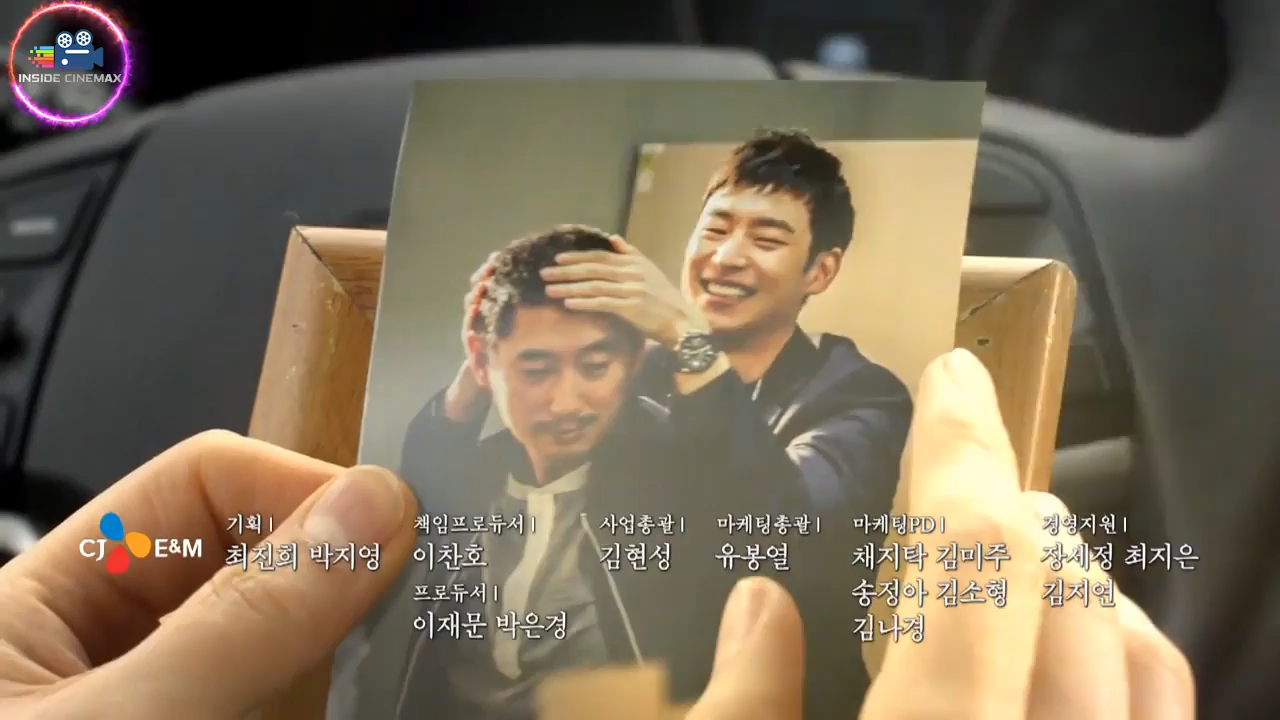 INSIDE CINEMAX
CJ E&M
기획 |
최진희 박지영
책임프로듀서 |
이찬호
프로듀서 |
이재문 박은경
사업총괄 |
김현성
마케팅총괄 |
유봉열
마케팅PD |
채지탁 김미주
송정아 김소형
김나경
경영지원 |
장세정 최지은
김지연